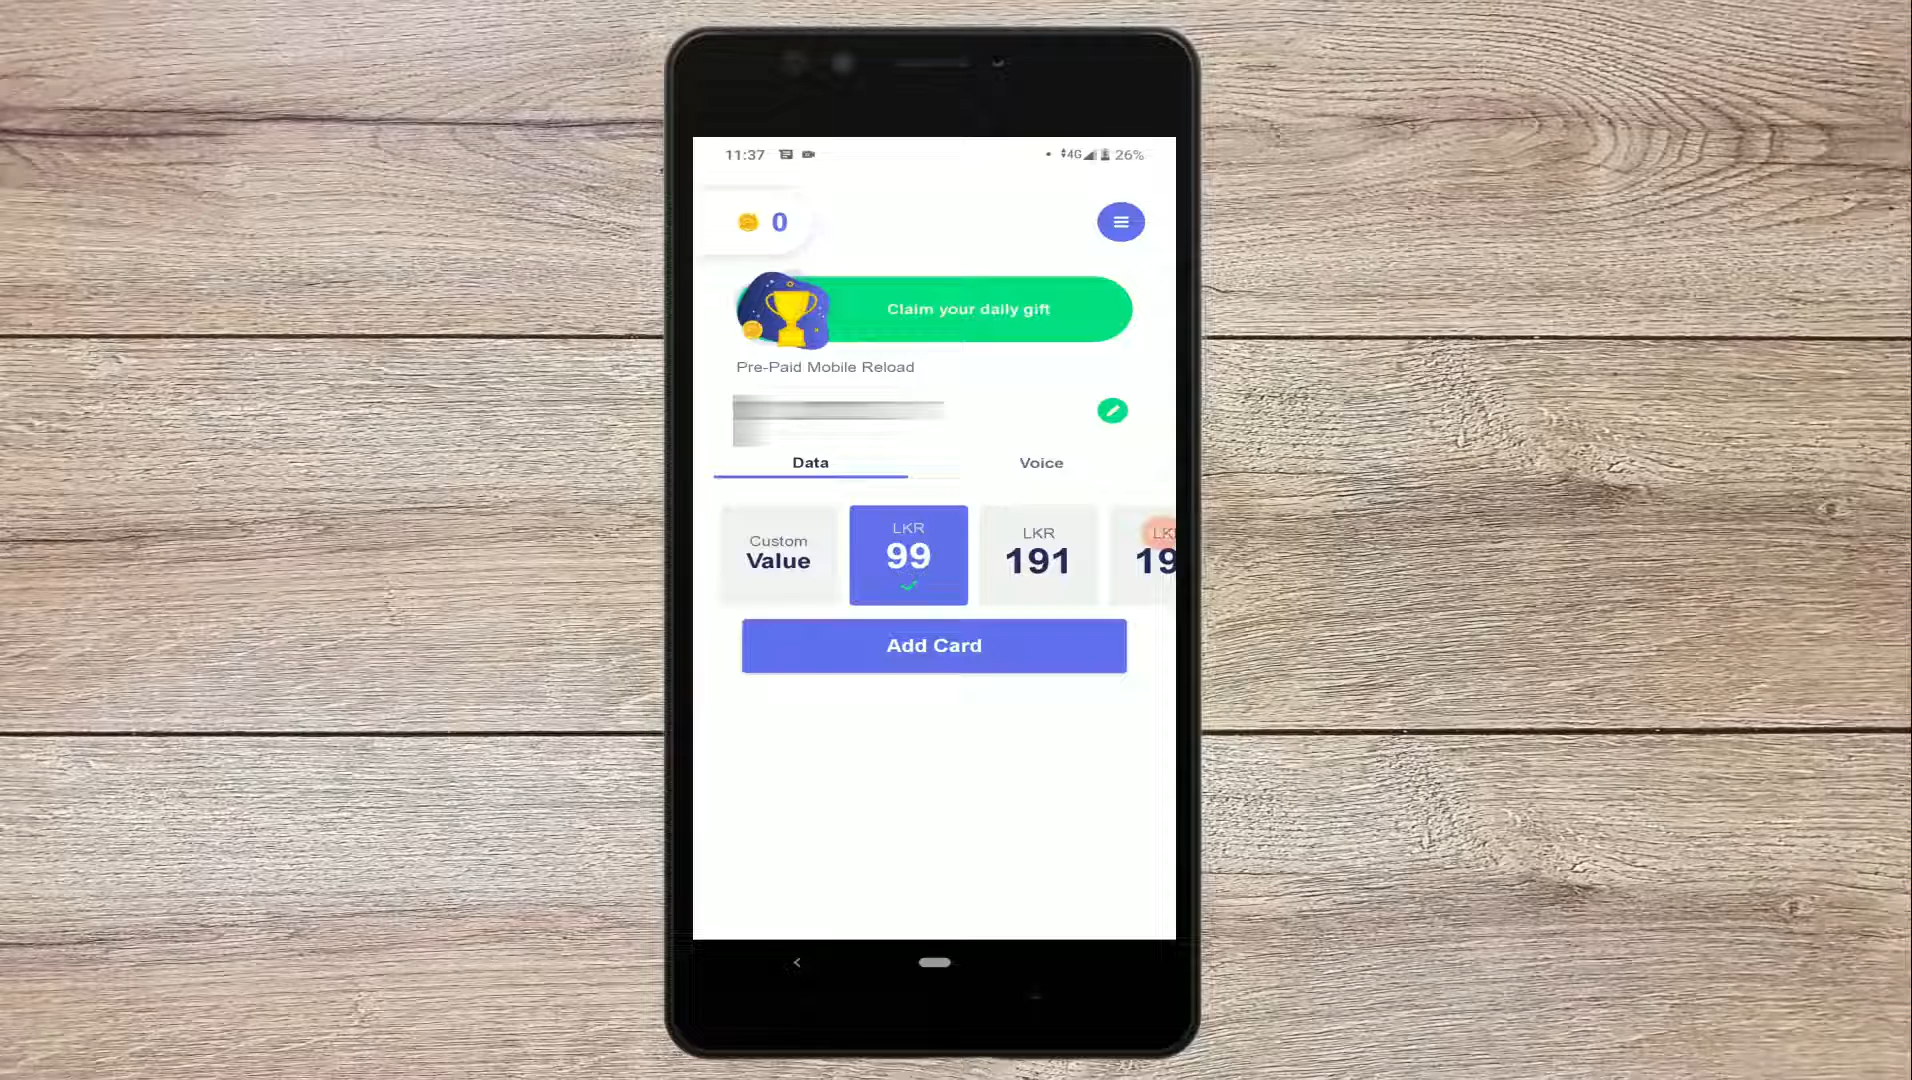 11:37 4G 26%
0
Claim your daily gift
Pre-Paid Mobile Reload
Data Voice
Custom Value
LKR 99
LKR 191
LK 19
Add Card